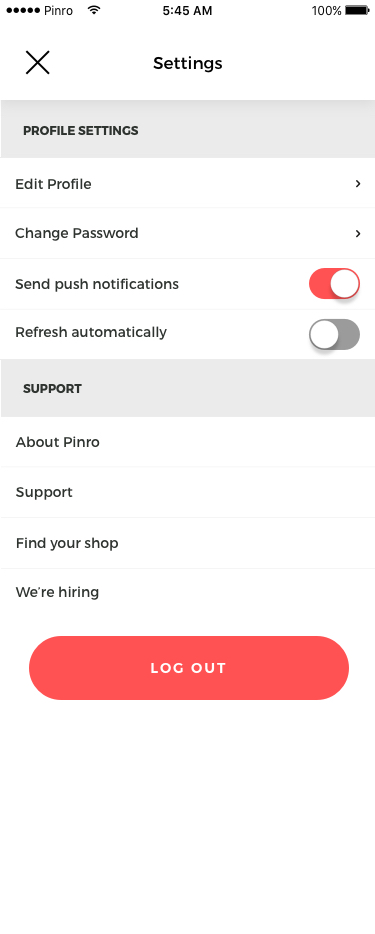 Pinro 5:45 AM 100%
Settings
PROFILE SETTINGS
Edit Profile
Change Password
Send push notifications
Refresh automatically
SUPPORT
About Pinro
Support
Find your shop
We're hiring
LOG OUT